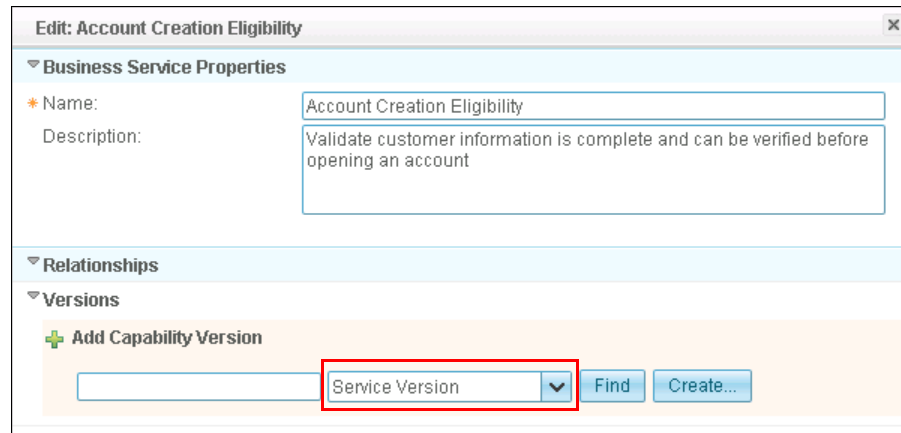 Edit: Account Creation Eligibility
Business Service Properties
* Name: Account Creation Eligibility
Description: Validate customer information is complete and can be verified before
opening an account
Relationships
Versions
Add Capability Version
Service Version Find Create...